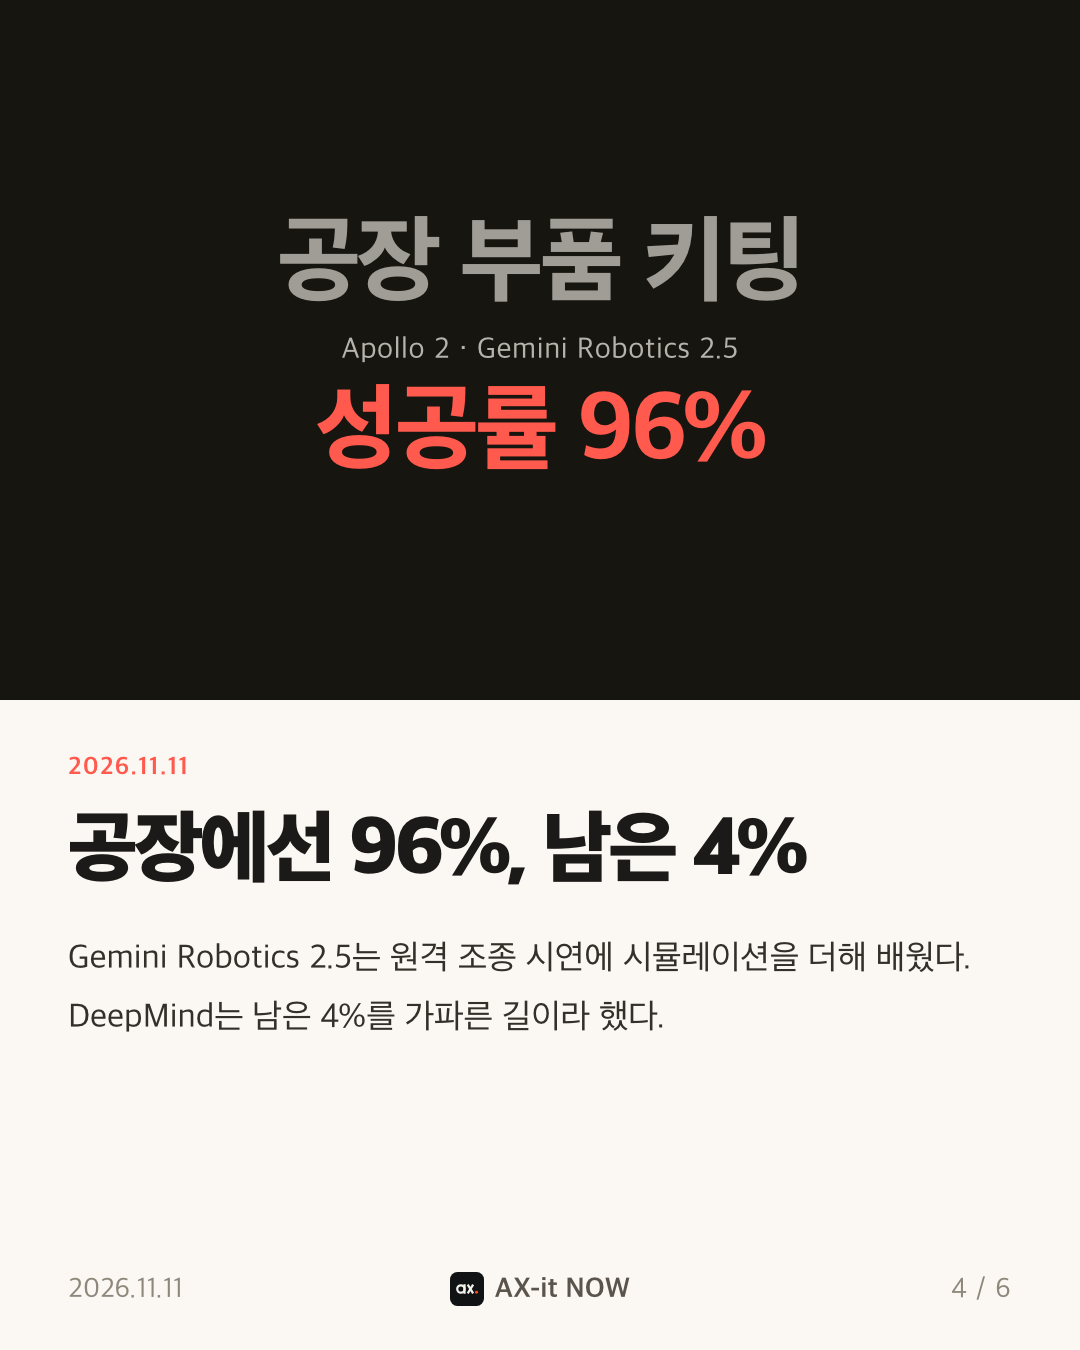 공장 부품 키팅
Apollo 2 · Gemini Robotics 2.5
성공률 96%
2026.11.11
공장에선 96%, 남은 4%
Gemini Robotics 2.5는 원격 조종 시연에 시뮬레이션을 더해 배웠다.
DeepMind는 남은 4%를 가파른 길이라 했다.
2026.11.11
ax.
AX-it NOW
4 / 6